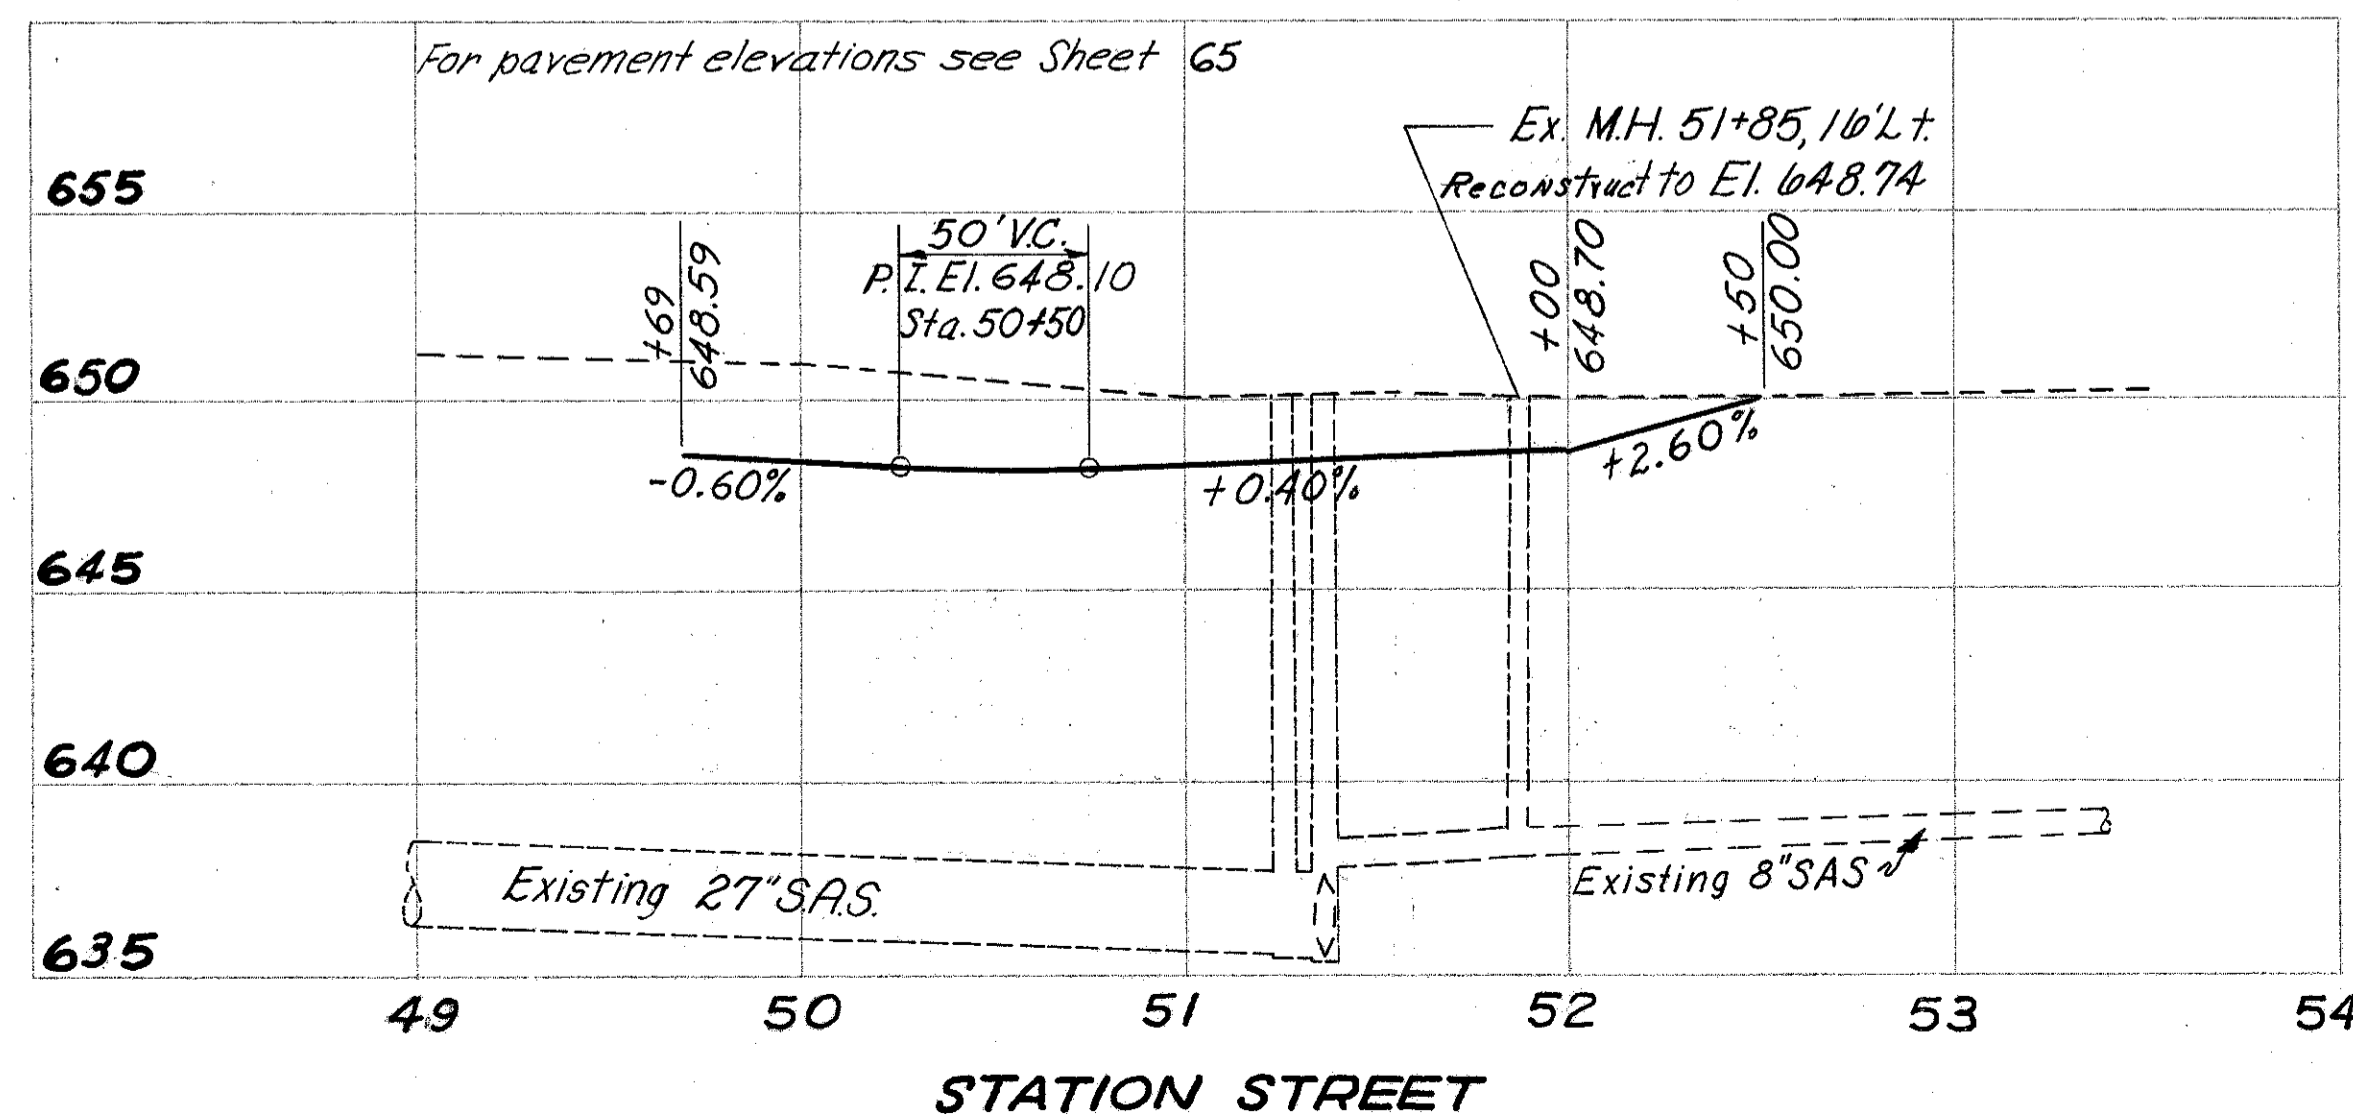 For pavement elevations see Sheet 65
Ex. M.H. 51+85, 16' Lt.
Reconstruct to El. 648.74
655
50' V.C.
P.I. El. 648.10
Sta. 50+50
+69
648.59
+00
648.70
+50
650.00
650
-0.60%
+0.40%
+2.60%
645
640
Existing 27" S.A.S.
Existing 8" SAS
635
49 50 51 52 53 54
STATION STREET